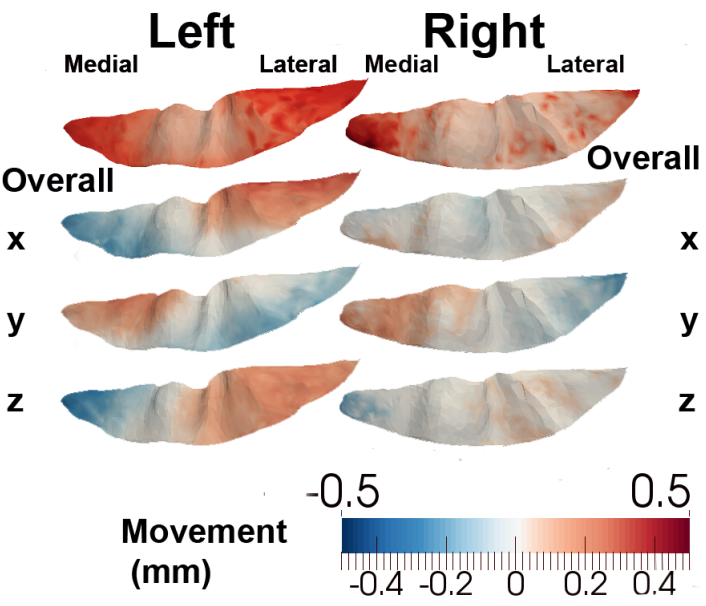 Left Right
Medial Lateral Medial Lateral
Overall Overall
x x
y y
z z
-0.5 0.5
Movement
(mm)
-0.4 -0.2 0 0.2 0.4